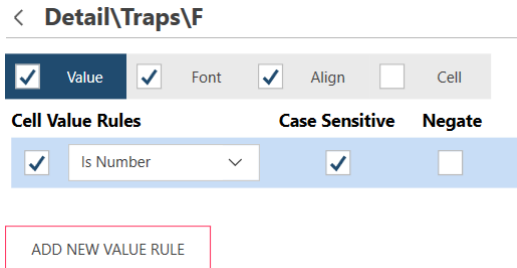 Detail\Traps\F
Value Font Align Cell
Cell Value Rules Case Sensitive Negate
Is Number
ADD NEW VALUE RULE